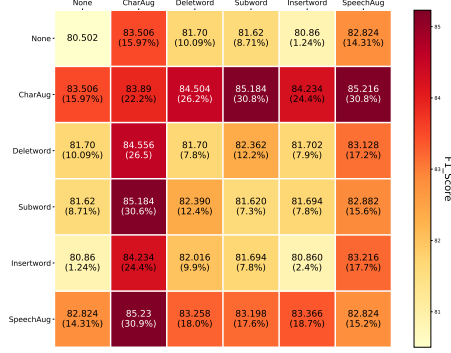 None CharAug Deletword Subword Insertword SpeechAug
None 80.502 83.506 81.70 81.62 80.86 82.824
(15.97%) (10.09%) (8.71%) (1.24%) (14.31%)
CharAug 83.506 83.89 84.504 85.184 84.234 85.216
(15.97%) (22.2%) (26.2%) (30.8%) (24.4%) (30.8%)
Deletword 81.70 84.556 81.70 82.362 81.702 83.128
(10.09%) (26.5) (7.8%) (12.2%) (7.9%) (17.2%)
Subword 81.62 85.184 82.390 81.620 81.694 82.882
(8.71%) (30.6%) (12.4%) (7.3%) (7.8%) (15.6%)
Insertword 80.86 84.234 82.016 81.694 80.860 83.216
(1.24%) (24.4%) (9.9%) (7.8%) (2.4%) (17.7%)
SpeechAug 82.824 85.23 83.258 83.198 83.366 82.824
(14.31%) (30.9%) (18.0%) (17.6%) (18.7%) (15.2%)
85
84
83
82
81
F1_Score